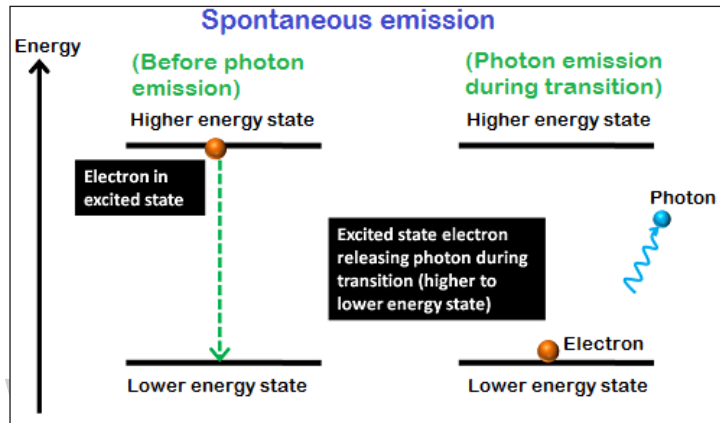 Spontaneous emission
Energy
(Before photon
emission)
Higher energy state
Electron in
excited state
Lower energy state
(Photon emission
during transition)
Higher energy state
Photon
Excited state electron
releasing photon during
transition (higher to
lower energy state)
Electron
Lower energy state